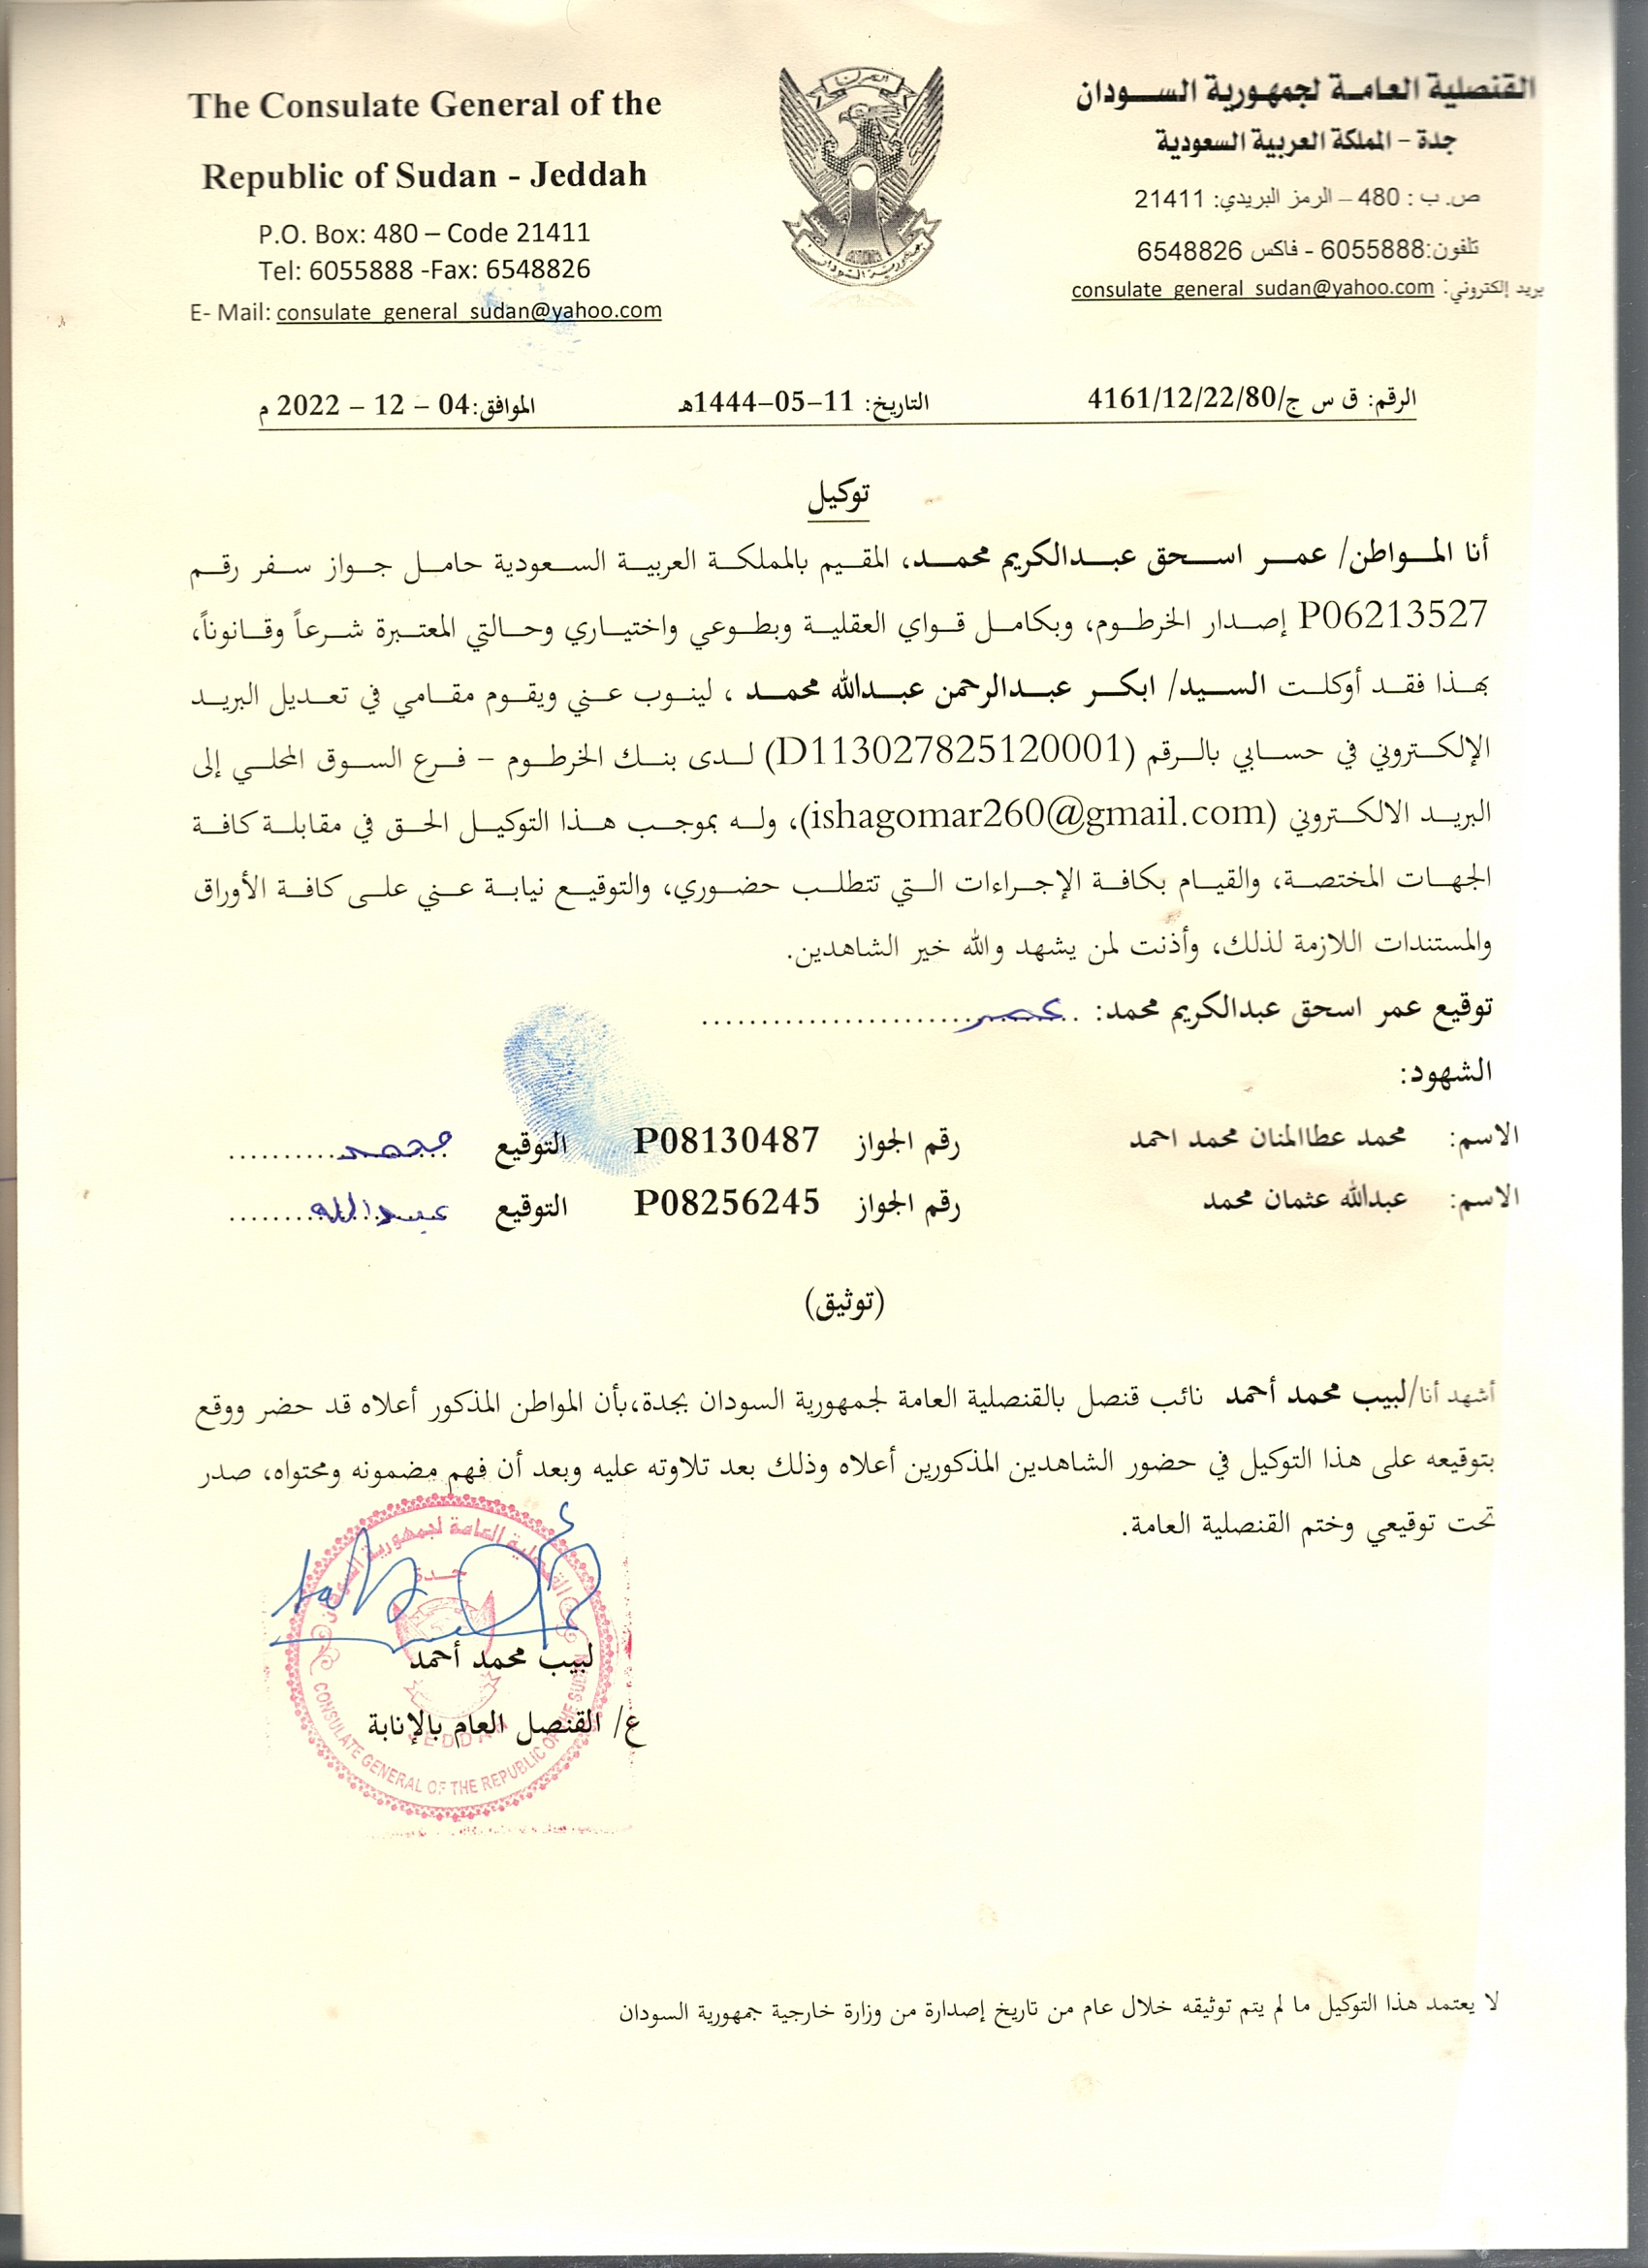 القنصلية العامة لجمهورية السودان
جدة - المملكة العربية السعودية
ص. ب : 480 – الرمز البريدي: 21411
تلفون:6055888 - فاكس 6548826
بريد إلكتروني: consulate_general_sudan@yahoo.com
The Consulate General of the
Republic of Sudan - Jeddah
P.O. Box: 480 – Code 21411
Tel: 6055888 -Fax: 6548826
E- Mail: consulate_general_sudan@yahoo.com
جمهورية السودان
الرقم: ق س ج/4161/12/22/80 التاريخ: 11-05-1444هـ الموافق:04 - 12 - 2022 م
توكيل
أنا المواطن/ عمر اسحق عبدالكريم محمد، المقيم بالمملكة العربية السعودية حامل جواز سفر رقم
P06213527 إصدار الخرطوم، وبكامل قواي العقلية وبطوعي واختياري وحالتي المعتبرة شرعاً وقانوناً،
بهذا فقد أوكلت السيد/ ابكر عبدالرحمن عبدالله محمد ، لينوب عني ويقوم مقامي في تعديل البريد
الإلكتروني في حسابي بالرقم (D113027825120001) لدى بنك الخرطوم – فرع السوق المحلي إلى
البريد الالكتروني (ishagomar260@gmail.com)، وله بموجب هذا التوكيل الحق في مقابلة كافة
الجهات المختصة، والقيام بكافة الإجراءات التي تتطلب حضوري، والتوقيع نيابة عني على كافة الأوراق
والمستندات اللازمة لذلك، وأذنت لمن يشهد والله خير الشاهدين.
توقيع عمر اسحق عبدالكريم محمد: عمر
الشهود:
الاسم: محمد عطاالمنان محمد احمد رقم الجواز P08130487 التوقيع محمد
الاسم: عبدالله عثمان محمد رقم الجواز P08256245 التوقيع عبدالله
(توثيق)
أشهد أنا/لبيب محمد أحمد نائب قنصل بالقنصلية العامة لجمهورية السودان بجدة،بأن المواطن المذكور أعلاه قد حضر ووقع
بتوقيعه على هذا التوكيل في حضور الشاهدين المذكورين أعلاه وذلك بعد تلاوته عليه وبعد أن فهم مضمونه ومحتواه، صدر
تحت توقيعي وختم القنصلية العامة.
القنصلية العامة لجمهورية السودان
جدة
لبيب محمد أحمد
ع/ القنصل العام بالإنابة
JEDDAH
CONSULATE GENERAL OF THE REPUBLIC OF THE SUDAN
لا يعتمد هذا التوكيل ما لم يتم توثيقه خلال عام من تاريخ إصدارة من وزارة خارجية جمهورية السودان